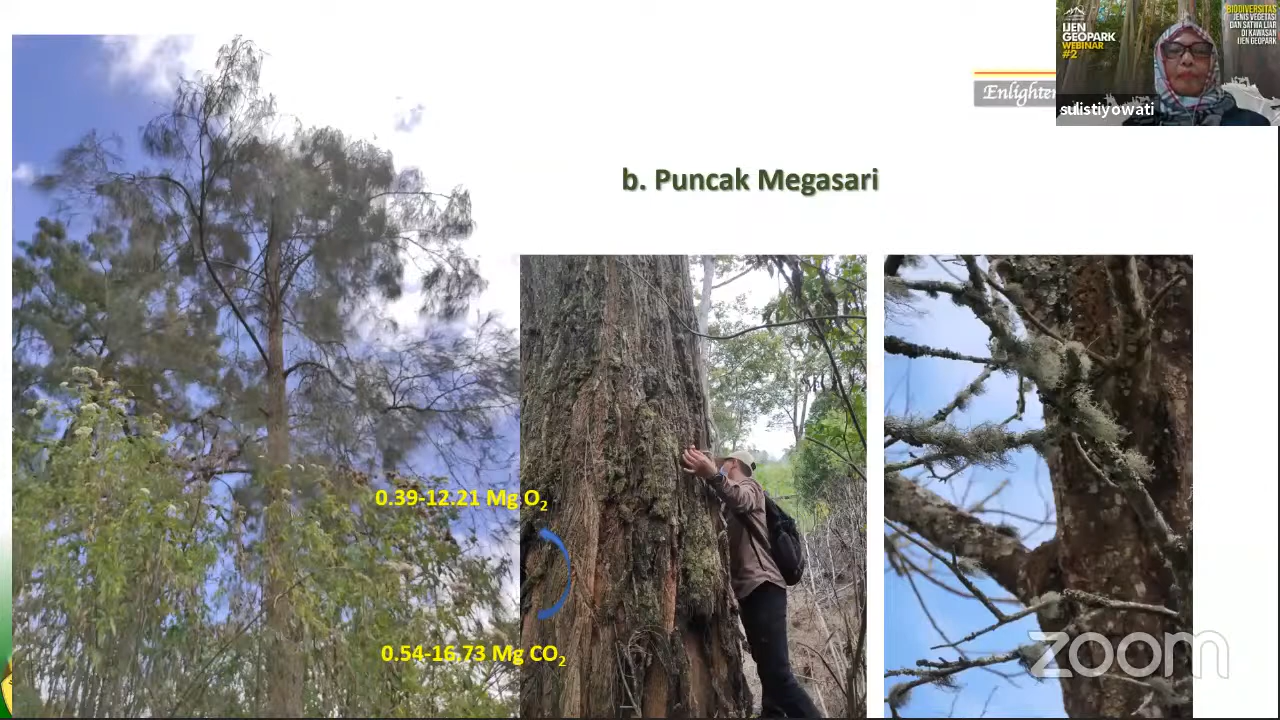 IJEN
GEOPARK
WEBINAR
#2
BIODIVERSITAS
JENIS VEGETASI
DAN SATWA LIAR
DI KAWASAN
IJEN GEOPARK
sulistiyowati
b. Puncak Megasari
0.39-12.21 Mg O₂
0.54-16.73 Mg CO₂
zoom